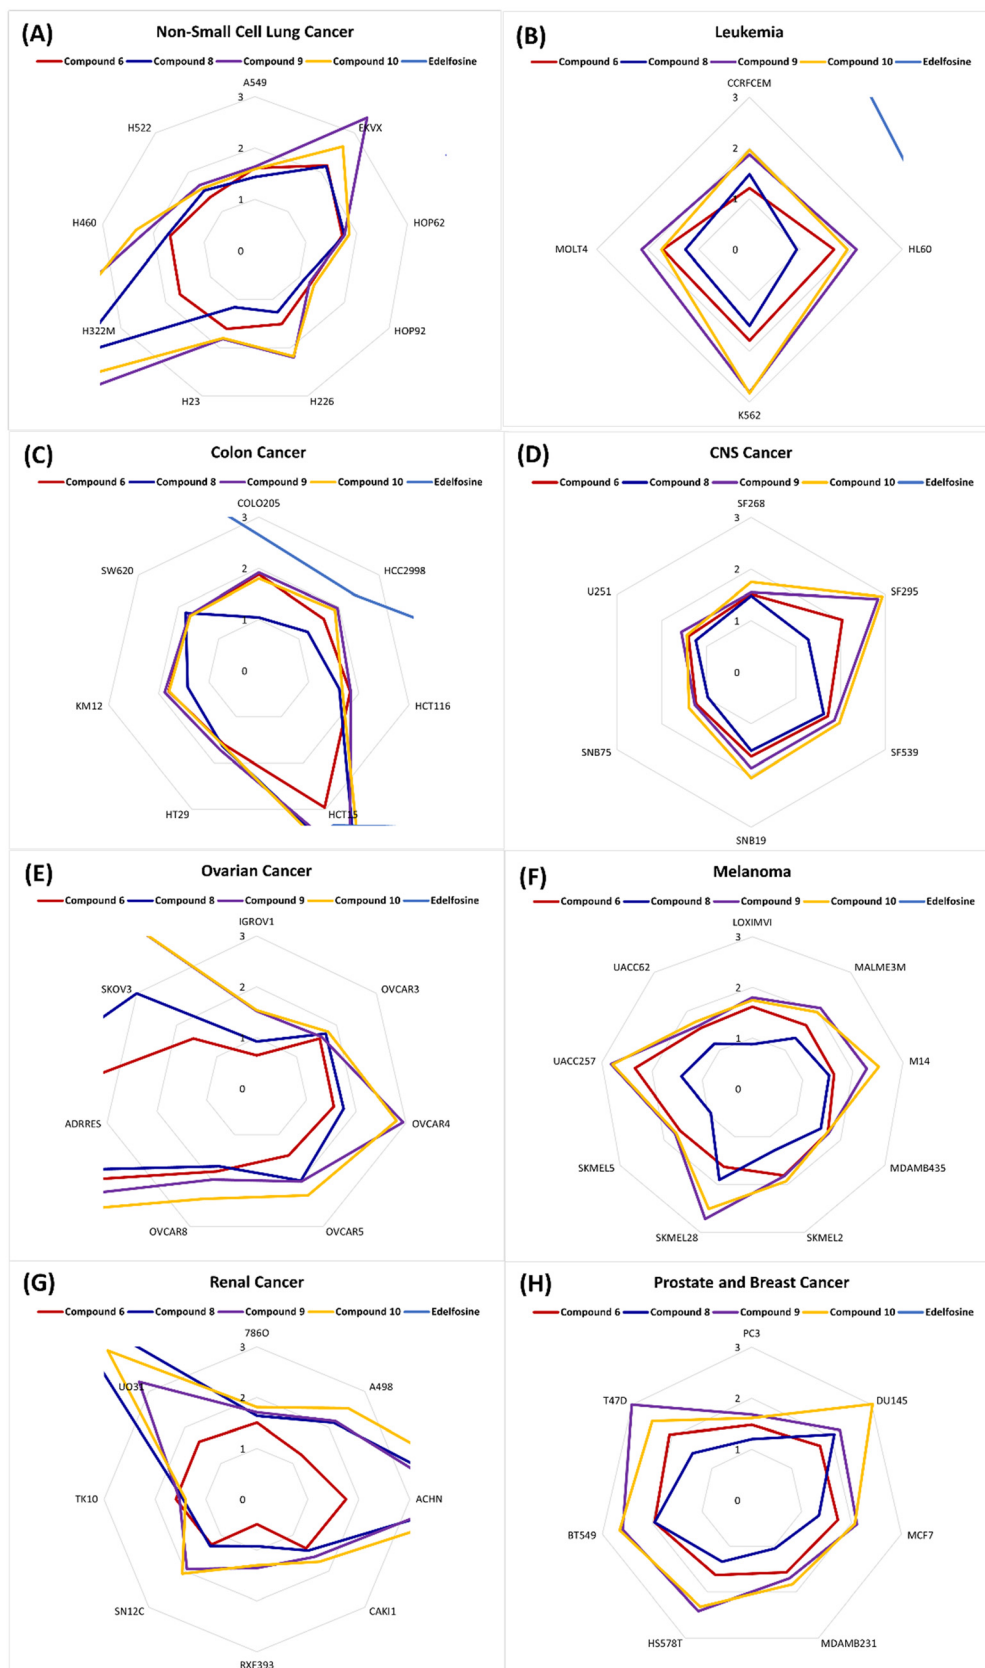 (A) Non-Small Cell Lung Cancer
Compound 6 Compound 8 Compound 9 Compound 10 Edelfosine
A549
EKVX
HOP62
HOP92
H226
H23
H322M
H460
H522
3
2
1
0
(B) Leukemia
Compound 6 Compound 8 Compound 9 Compound 10 Edelfosine
CCRFCEM
HL60
K562
MOLT4
3
2
1
0
(C) Colon Cancer
Compound 6 Compound 8 Compound 9 Compound 10 Edelfosine
COLO205
HCC2998
HCT116
HCT15
HT29
KM12
SW620
3
2
1
0
(D) CNS Cancer
Compound 6 Compound 8 Compound 9 Compound 10 Edelfosine
SF268
SF295
SF539
SNB19
SNB75
U251
3
2
1
0
(E) Ovarian Cancer
Compound 6 Compound 8 Compound 9 Compound 10 Edelfosine
IGROV1
OVCAR3
OVCAR4
OVCAR5
OVCAR8
ADRRES
SKOV3
3
2
1
0
(F) Melanoma
Compound 6 Compound 8 Compound 9 Compound 10 Edelfosine
LOXIMVI
MALME3M
M14
MDAMB435
SKMEL2
SKMEL28
SKMEL5
UACC257
UACC62
3
2
1
0
(G) Renal Cancer
Compound 6 Compound 8 Compound 9 Compound 10 Edelfosine
786O
A498
ACHN
CAKI1
RXF393
SN12C
TK10
UO31
3
2
1
0
(H) Prostate and Breast Cancer
Compound 6 Compound 8 Compound 9 Compound 10 Edelfosine
PC3
DU145
MCF7
MDAMB231
HS578T
BT549
T47D
3
2
1
0